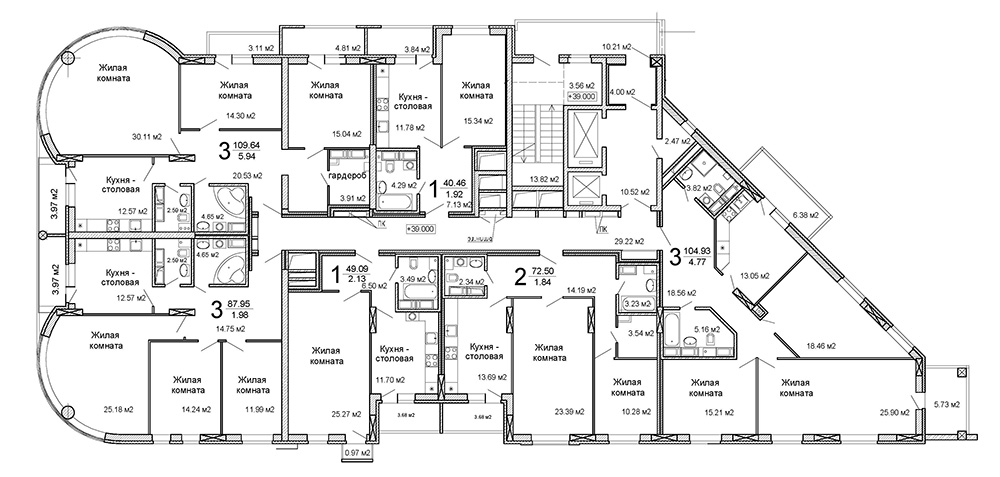 3.11 м2
4.81 м2
3.84 м2
10.21 м2
Жилая
комната
30.11 м2
Жилая
комната
14.30 м2
Жилая
комната
15.04 м2
Кухня -
столовая
11.78 м2
Жилая
комната
15.34 м2
3.56 м2
+39.000
4.00 м2
2.47 м2
3 109.64
5.94
20.53 м2
гардероб
3.91 м2
4.29 м2
1 40.46
1.92
7.13 м2
13.82 м2
10.52 м2
3.82 м2
6.38 м2
3.97 м2
Кухня -
столовая
12.57 м2
2.59 м2
4.65 м2
ПК
+39.000
29.22 м2
ПК
3 104.93
4.77
13.05 м2
3.97 м2
Кухня -
столовая
12.57 м2
2.59 м2
4.65 м2
3 87.95
1.98
14.75 м2
1 49.09
2.13
6.50 м2
3.49 м2
2.34 м2
2 72.50
1.84
14.19 м2
3.23 м2
3.54 м2
18.56 м2
5.16 м2
18.46 м2
Жилая
комната
25.18 м2
Жилая
комната
14.24 м2
Жилая
комната
11.99 м2
Жилая
комната
25.27 м2
Кухня -
столовая
11.70 м2
Кухня -
столовая
13.69 м2
Жилая
комната
23.39 м2
Жилая
комната
10.28 м2
Жилая
комната
15.21 м2
Жилая
комната
25.90 м2
5.73 м2
3.68 м2
3.68 м2
0.97 м2